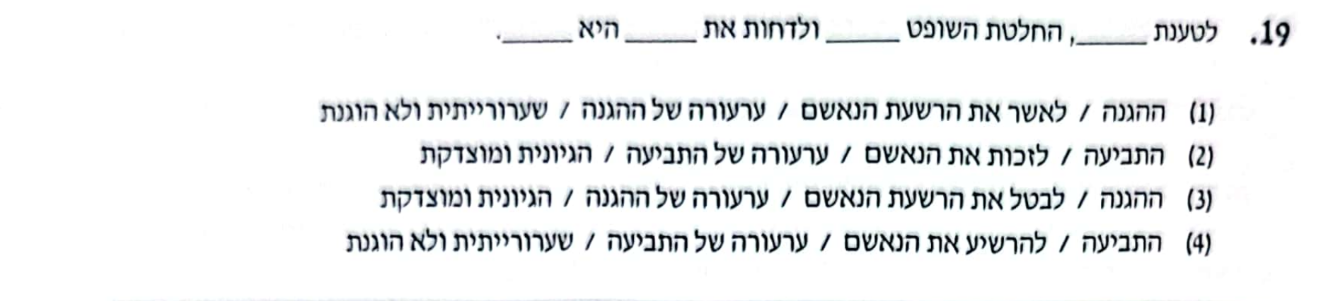 19. לטענת _____, החלטת השופט _____ ולדחות את _____ היא _____.
(1) ההגנה / לאשר את הרשעת הנאשם / ערעורה של ההגנה / שערורייתית ולא הוגנת
(2) התביעה / לזכות את הנאשם / ערעורה של התביעה / הגיונית ומוצדקת
(3) ההגנה / לבטל את הרשעת הנאשם / ערעורה של ההגנה / הגיונית ומוצדקת
(4) התביעה / להרשיע את הנאשם / ערעורה של התביעה / שערורייתית ולא הוגנת